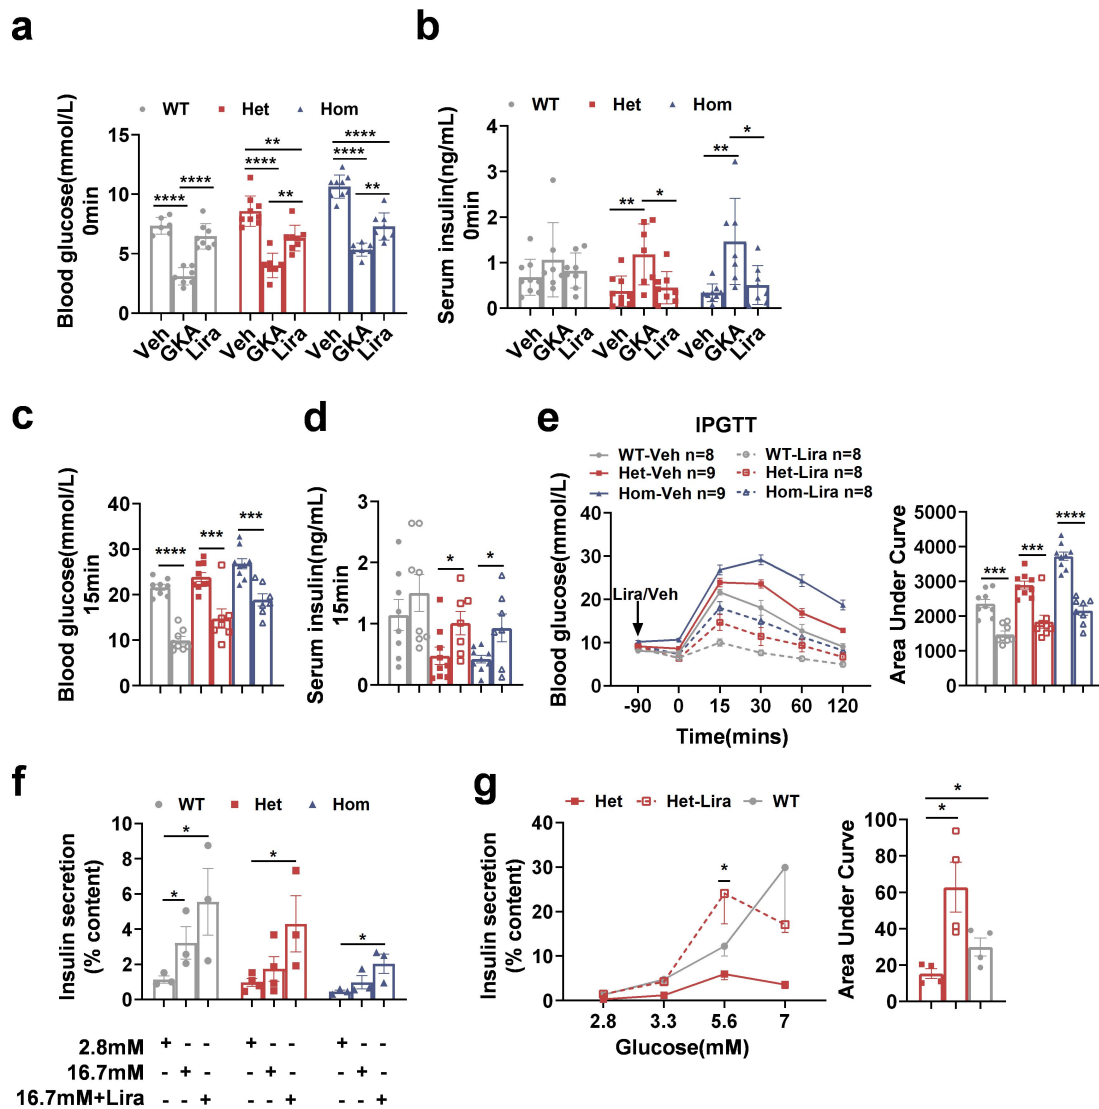 a
WT Het Hom
Blood glucose(mmol/L)
0min
15
10
5
0
**** **** **** ** ** **** **** **
Veh GKA Lira Veh GKA Lira Veh GKA Lira
b
WT Het Hom
Serum insulin(ng/mL)
0min
4
3
2
1
0
** * ** *
Veh GKA Lira Veh GKA Lira Veh GKA Lira
c
Blood glucose(mmol/L)
15min
40
30
20
10
0
**** *** ***
d
Serum insulin(ng/mL)
15min
3
2
1
0
* *
e
IPGTT
WT-Veh n=8 WT-Lira n=8
Het-Veh n=9 Het-Lira n=8
Hom-Veh n=9 Hom-Lira n=8
Blood glucose(mmol/L)
40
30
20
10
0
Lira/Veh
-90 0 15 30 60 120
Time(mins)
Area Under Curve
5000
4000
3000
2000
1000
0
*** *** ****
f
WT Het Hom
Insulin secretion
(% content)
10
8
6
4
2
0
* * * *
2.8mM + - - + - - + - -
16.7mM - + - - + - - + -
16.7mM+Lira - - + - - + - - +
g
Het Het-Lira WT
Insulin secretion
(% content)
40
30
20
10
0
*
2.8 3.3 5.6 7
Glucose(mM)
Area Under Curve
100
80
60
40
20
0
* *